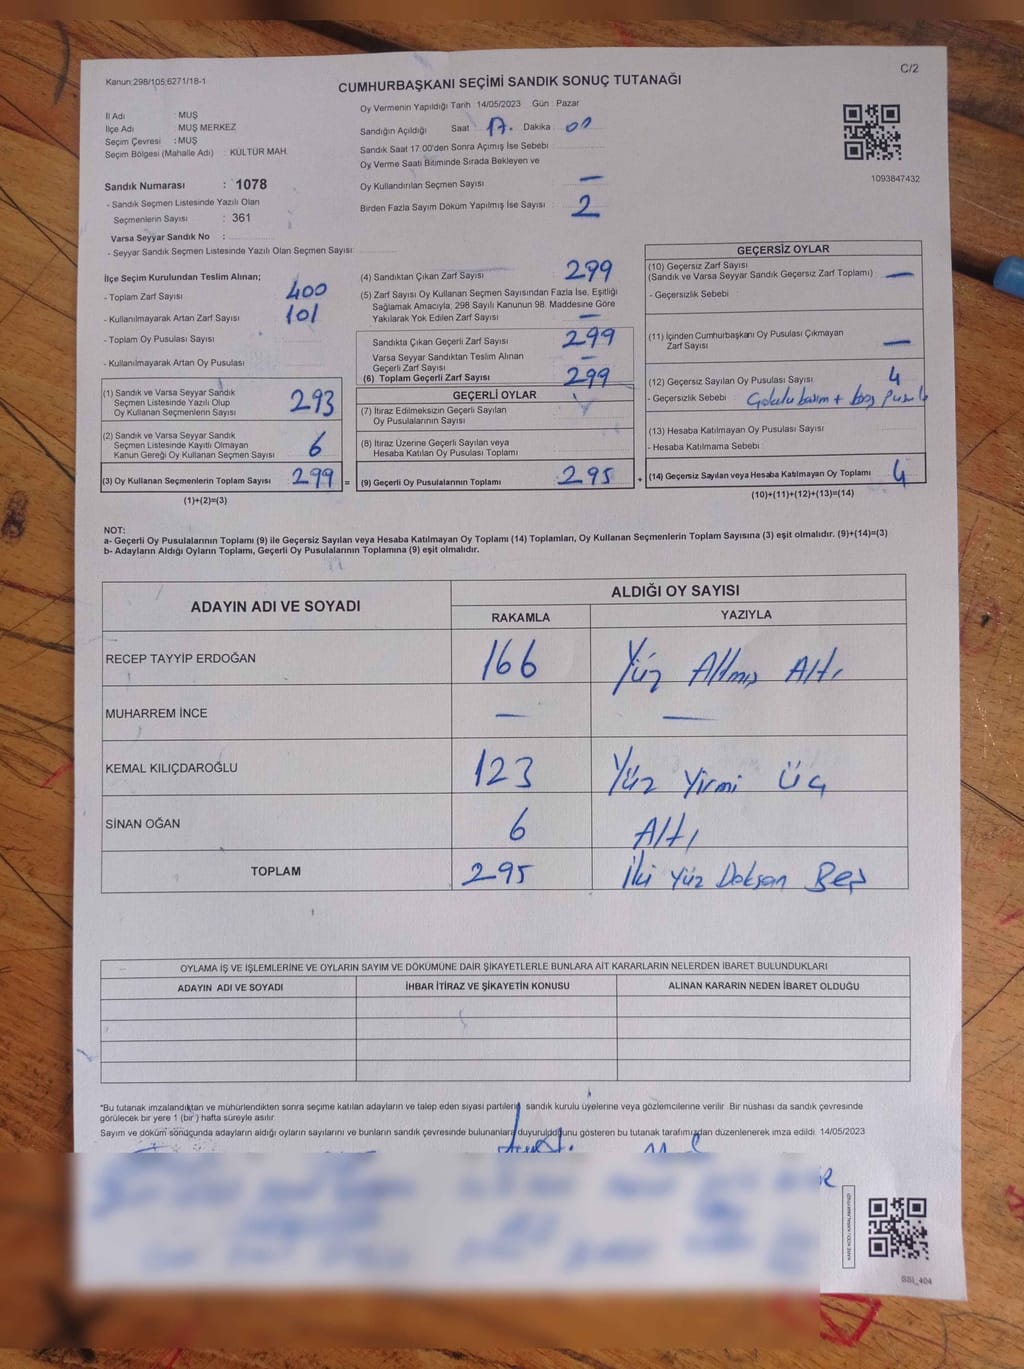 C/2
Kanun:298/105;6271/18-1
CUMHURBAŞKANI SEÇİMİ SANDIK SONUÇ TUTANAĞI
İl Adı : MUŞ
İlçe Adı : MUŞ MERKEZ
Seçim Çevresi : MUŞ
Seçim Bölgesi (Mahalle Adı) : KÜLTÜR MAH.
Sandık Numarası : 1078
- Sandık Seçmen Listesinde Yazılı Olan
Seçmenlerin Sayısı : 361
Varsa Seyyar Sandık No :
- Seyyar Sandık Seçmen Listesinde Yazılı Olan Seçmen Sayısı:
Oy Vermenin Yapıldığı Tarih 14/05/2023 Gün : Pazar
Sandığın Açıldığı Saat 17. Dakika : 00
Sandık Saat 17:00'den Sonra Açımış İse Sebebi
Oy Verme Saati Bitiminde Sırada Bekleyen ve
Oy Kullandırılan Seçmen Sayısı —
Birden Fazla Sayım Döküm Yapılmış İse Sayısı : 2
1093847432
İlçe Seçim Kurulundan Teslim Alınan;
- Toplam Zarf Sayısı 400
- Kullanılmayarak Artan Zarf Sayısı 101
- Toplam Oy Pusulası Sayısı
- Kullanılmayarak Artan Oy Pusulası
(1) Sandık ve Varsa Seyyar Sandık
Seçmen Listesinde Yazılı Olup
Oy Kullanan Seçmenlerin Sayısı 293
(2) Sandık ve Varsa Seyyar Sandık
Seçmen Listesinde Kayıtlı Olmayan
Kanun Gereği Oy Kullanan Seçmen Sayısı 6
(3) Oy Kullanan Seçmenlerin Toplam Sayısı 299 =
(1)+(2)=(3)
(4) Sandıktan Çıkan Zarf Sayısı 299
(5) Zarf Sayısı Oy Kullanan Seçmen Sayısından Fazla İse, Eşitliği
Sağlamak Amacıyla; 298 Sayılı Kanunun 98. Maddesine Göre
Yakılarak Yok Edilen Zarf Sayısı —
Sandıkta Çıkan Geçerli Zarf Sayısı 299
Varsa Seyyar Sandıktan Teslim Alınan
Geçerli Zarf Sayısı —
(6) Toplam Geçerli Zarf Sayısı 299
GEÇERLİ OYLAR
(7) İtiraz Edilmeksizin Geçerli Sayılan
Oy Pusulalarının Sayısı
(8) İtiraz Üzerine Geçerli Sayılan veya
Hesaba Katılan Oy Pusulası Toplamı
(9) Geçerli Oy Pusulalarının Toplamı 295 +
GEÇERSİZ OYLAR
(10) Geçersiz Zarf Sayısı
(Sandık ve Varsa Seyyar Sandık Geçersiz Zarf Toplamı) —
- Geçersizlik Sebebi
(11) İçinden Cumhurbaşkanı Oy Pusulası Çıkmayan
Zarf Sayısı —
(12) Geçersiz Sayılan Oy Pusulası Sayısı 4
- Geçersizlik Sebebi + boş
(13) Hesaba Katılmayan Oy Pusulası Sayısı
- Hesaba Katılmama Sebebi
(14) Geçersiz Sayılan veya Hesaba Katılmayan Oy Toplamı 4
(10)+(11)+(12)+(13)=(14)
NOT:
a- Geçerli Oy Pusulalarının Toplamı (9) ile Geçersiz Sayılan veya Hesaba Katılmayan Oy Toplamı (14) Toplamları, Oy Kullanan Seçmenlerin Toplam Sayısına (3) eşit olmalıdır. (9)+(14)=(3)
b- Adayların Aldığı Oyların Toplamı, Geçerli Oy Pusulalarının Toplamına (9) eşit olmalıdır.
ADAYIN ADI VE SOYADI
ALDIĞI OY SAYISI
RAKAMLA YAZIYLA
RECEP TAYYİP ERDOĞAN 166 Yüz Altmış Altı
MUHARREM İNCE — —
KEMAL KILIÇDAROĞLU 123 Yüz Yirmi Üç
SİNAN OĞAN 6 Altı
TOPLAM 295 İki Yüz Doksan Beş
OYLAMA İŞ VE İŞLEMLERİNE VE OYLARIN SAYIM VE DÖKÜMÜNE DAİR ŞİKAYETLERLE BUNLARA AİT KARARLARIN NELERDEN İBARET BULUNDUKLARI
ADAYIN ADI VE SOYADI İHBAR İTİRAZ VE ŞİKAYETİN KONUSU ALINAN KARARIN NEDEN İBARET OLDUĞU
*Bu tutanak imzalandıktan ve mühürlendikten sonra seçime katılan adayların ve talep eden siyasi partilerin sandık kurulu üyelerine veya gözlemcilerine verilir. Bir nüshası da sandık çevresinde
görülecek bir yere 1 (bir ) hafta süreyle asılır.
Sayım ve döküm sonucunda adayların aldığı oyların sayılarını ve bunların sandık çevresinde bulunanlara duyurulduğunu gösteren bu tutanak tarafımızdan düzenlenerek imza edildi. 14/05/2023
KARE KODU KARALAMAYINIZ!